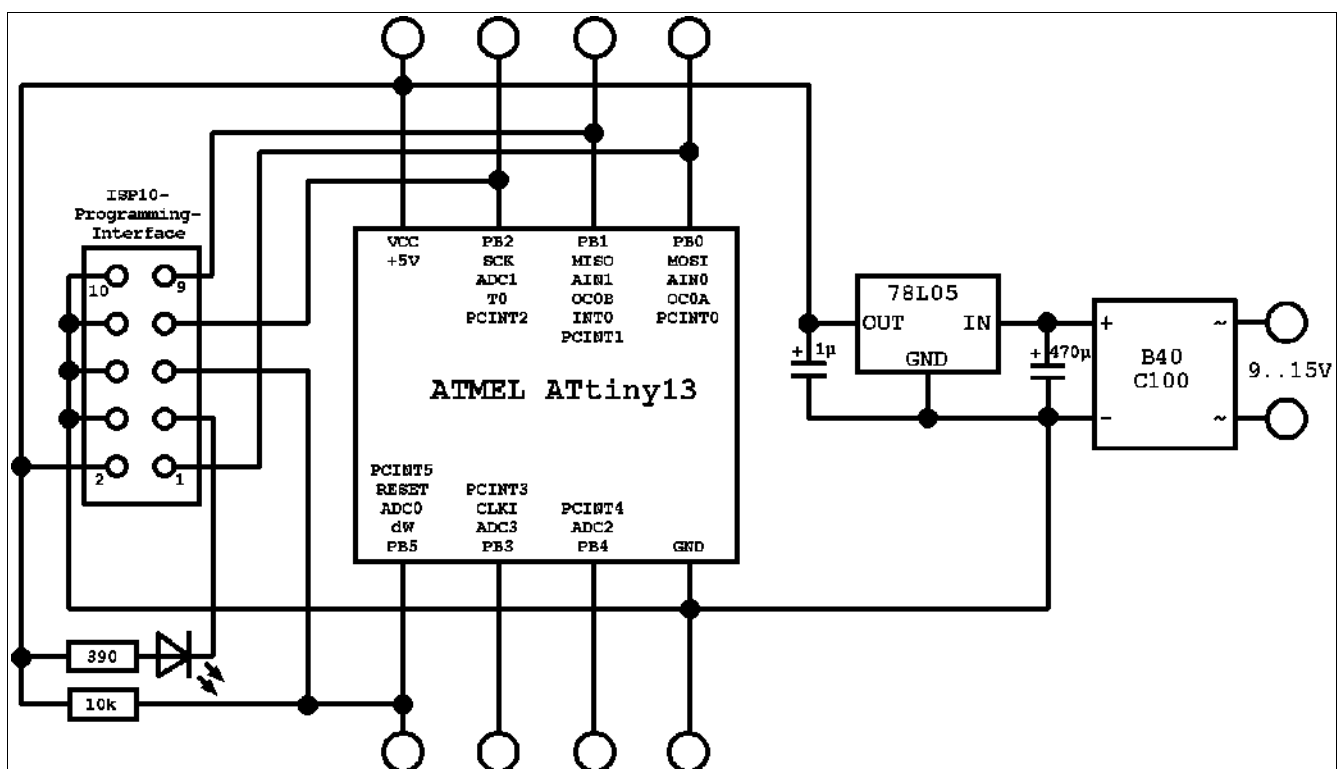 ISP10-
Programming-
Interface
10
9
2
1
VCC
+5V
PB2
SCK
ADC1
T0
PCINT2
PB1
MISO
AIN1
OC0B
INT0
PCINT1
PB0
MOSI
AIN0
OC0A
PCINT0
ATMEL ATtiny13
PCINT5
RESET
ADC0
dW
PB5
PCINT3
CLKI
ADC3
PB3
PCINT4
ADC2
PB4
GND
78L05
OUT
IN
GND
+ 1µ
+ 470µ
+
-
~
~
B40
C100
9..15V
390
10k